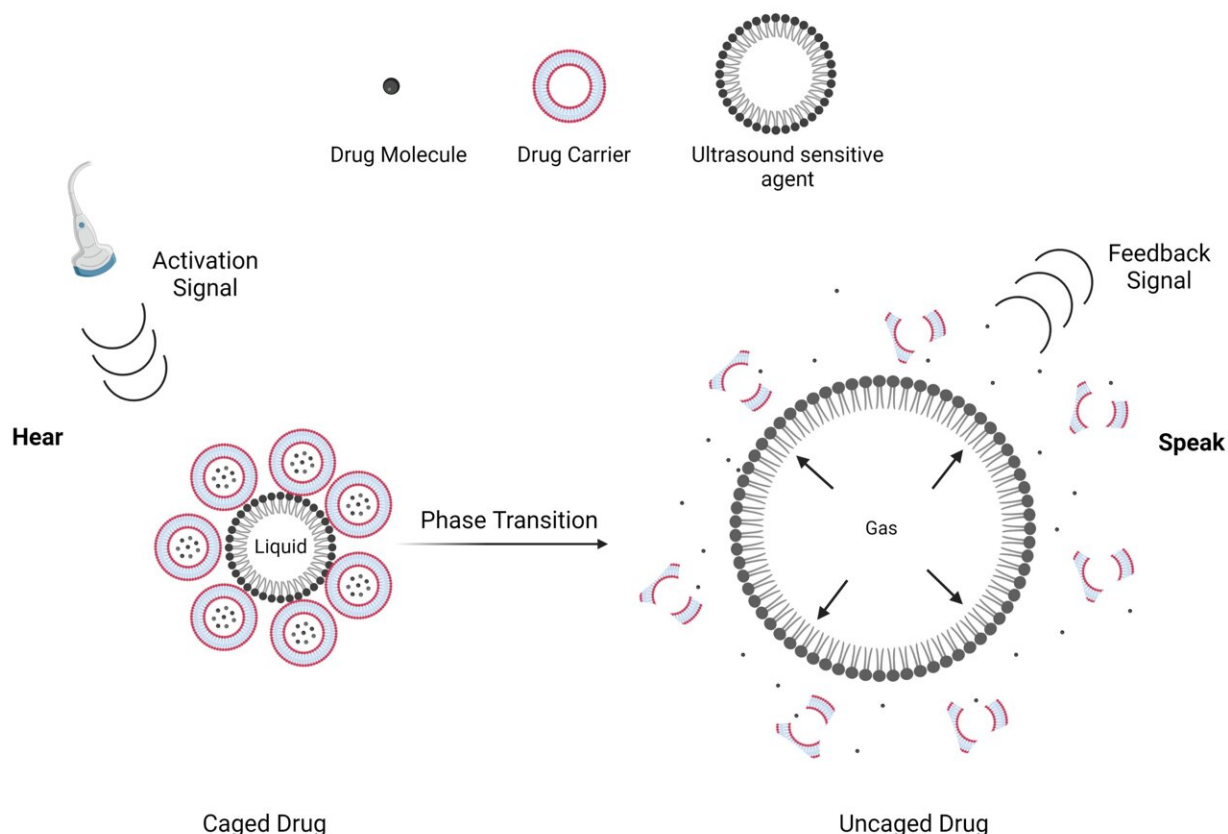 Drug Molecule
Drug Carrier
Ultrasound sensitive
agent
Activation
Signal
Feedback
Signal
Hear
Speak
Phase Transition
Liquid
Gas
Caged Drug
Uncaged Drug